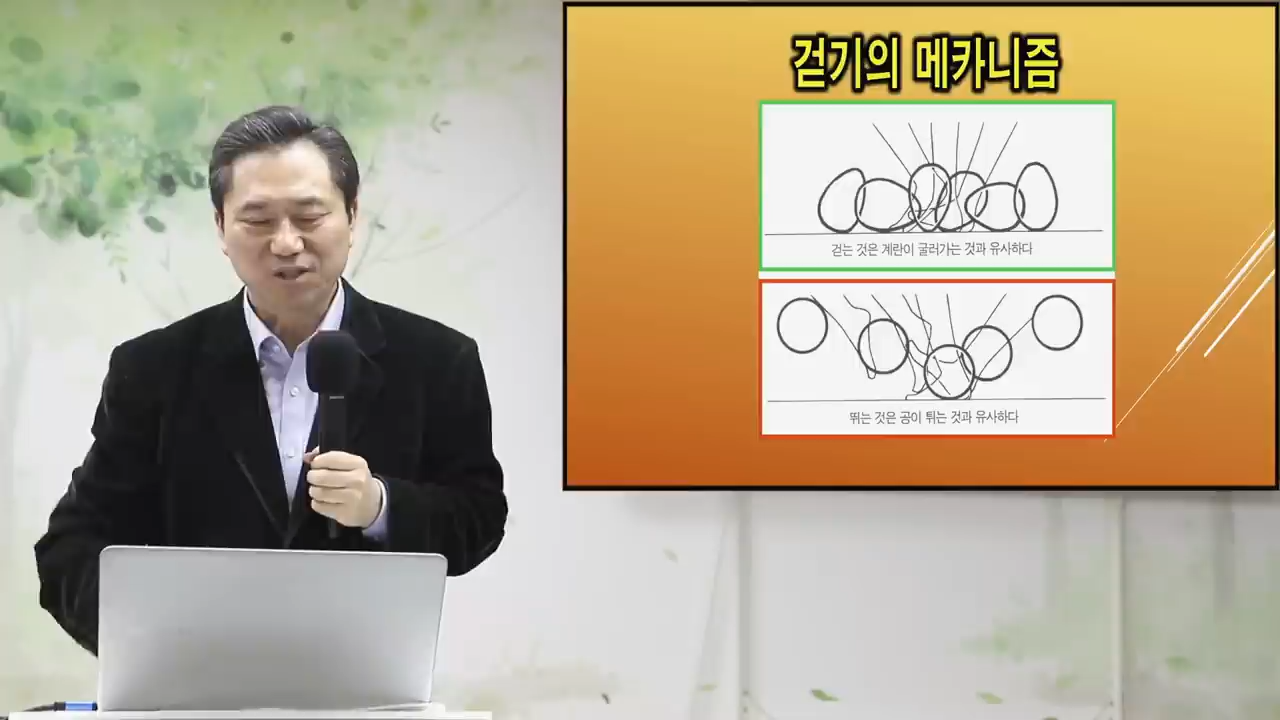 걷기의 메카니즘
걷는 것은 계란이 굴러가는 것과 유사하다
뛰는 것은 공이 튀는 것과 유사하다